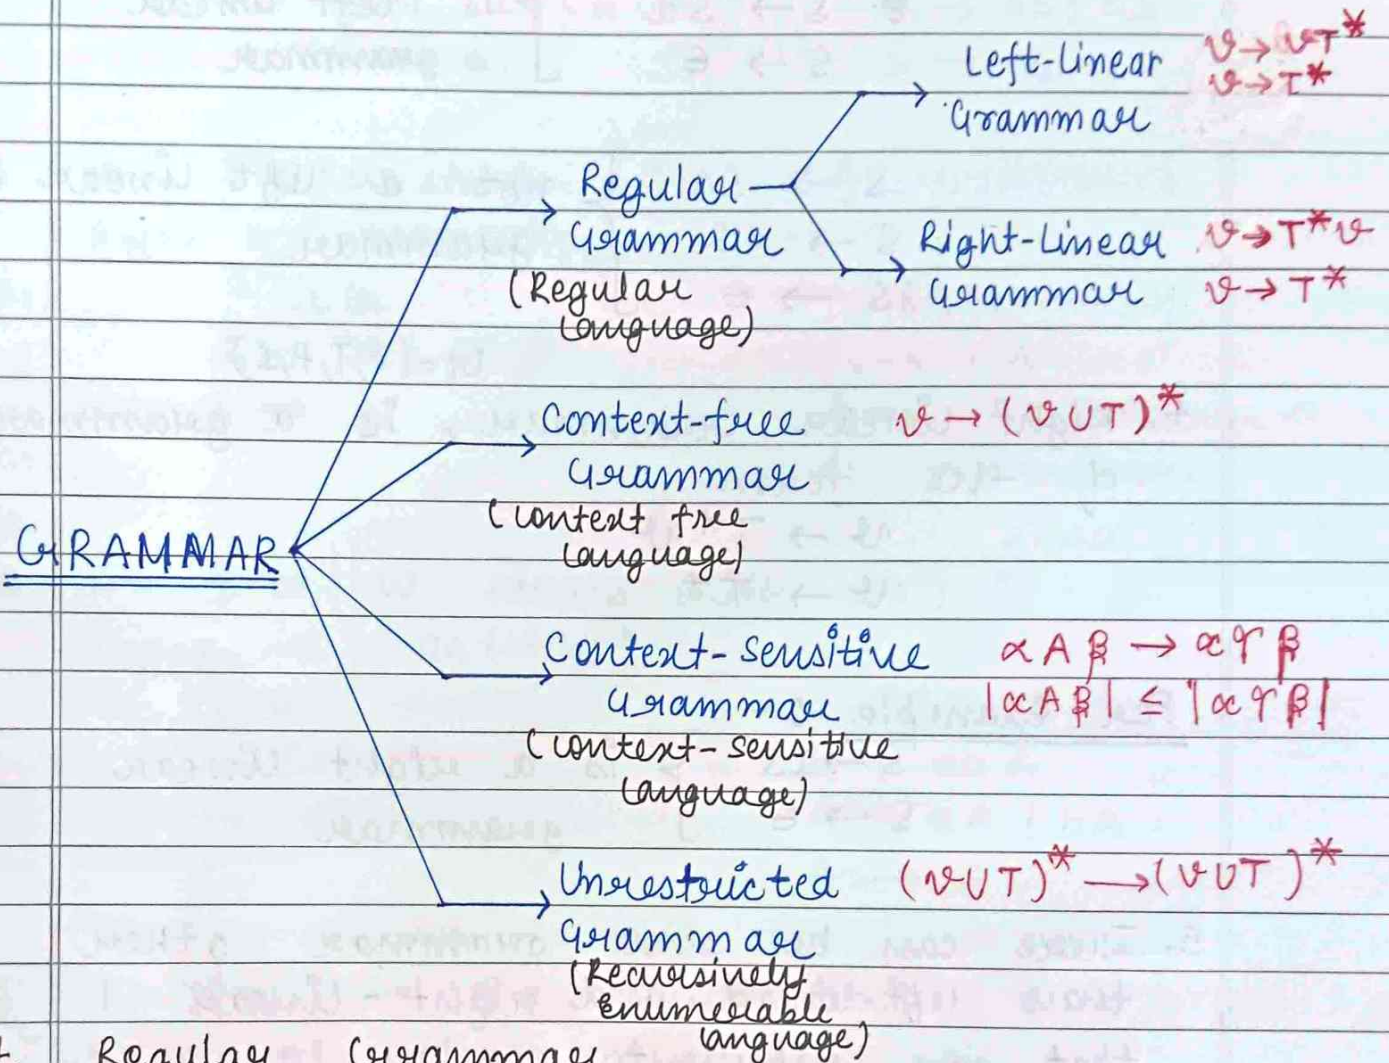 Left-linear V→VT*
Grammar V→T*
Regular
Grammar
(Regular
language)
Right-Linear V→T*V
Grammar V→T*
Context-free V→(VUT)*
Grammar
(Context free
language)
GRAMMAR
Context-sensitive αAβ → αγβ
Grammar |αAβ| ≤ |αγβ|
(Context-sensitive
language)
Unrestricted (VUT)* → (VUT)*
Grammar
(Recursively
Enumerable
language)
Regular Grammar